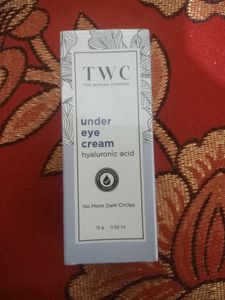 TWC
THE WOMAN COMPANY
under
eye
cream
hyaluronic acid
No More Dark Circles
15 g 0.52 oz